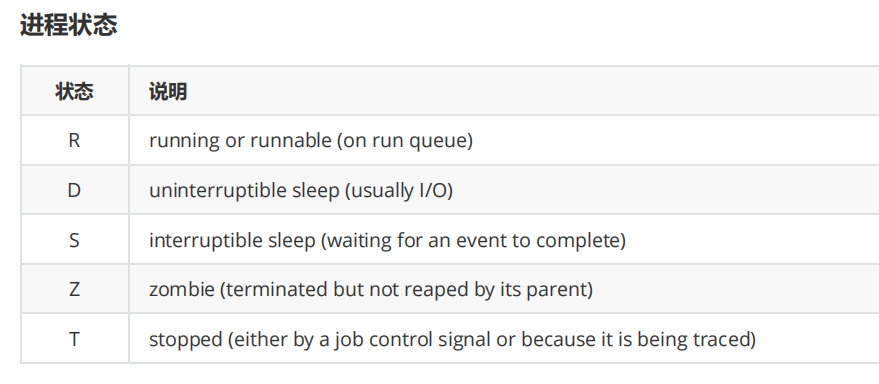 进程状态
状态 说明
R running or runnable (on run queue)
D uninterruptible sleep (usually I/O)
S interruptible sleep (waiting for an event to complete)
Z zombie (terminated but not reaped by its parent)
T stopped (either by a job control signal or because it is being traced)